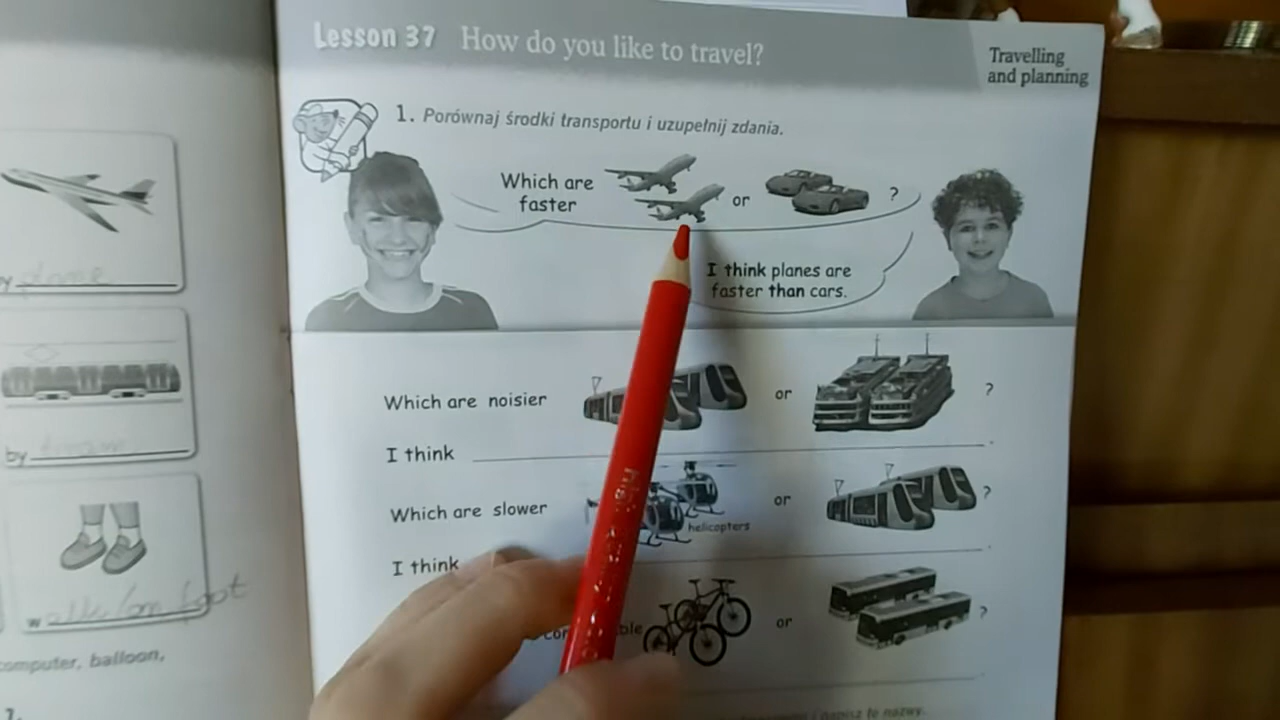 Lesson 37 How do you like to travel?
Travelling
and planning
1. Porównaj środki transportu i uzupełnij zdania.
Which are
faster
or
?
I think planes are
faster than cars.
Which are noisier
or
?
I think
Which are slower
helicopters
or
?
I think
or
?
by
by
w
computer, balloon,
nazwy.